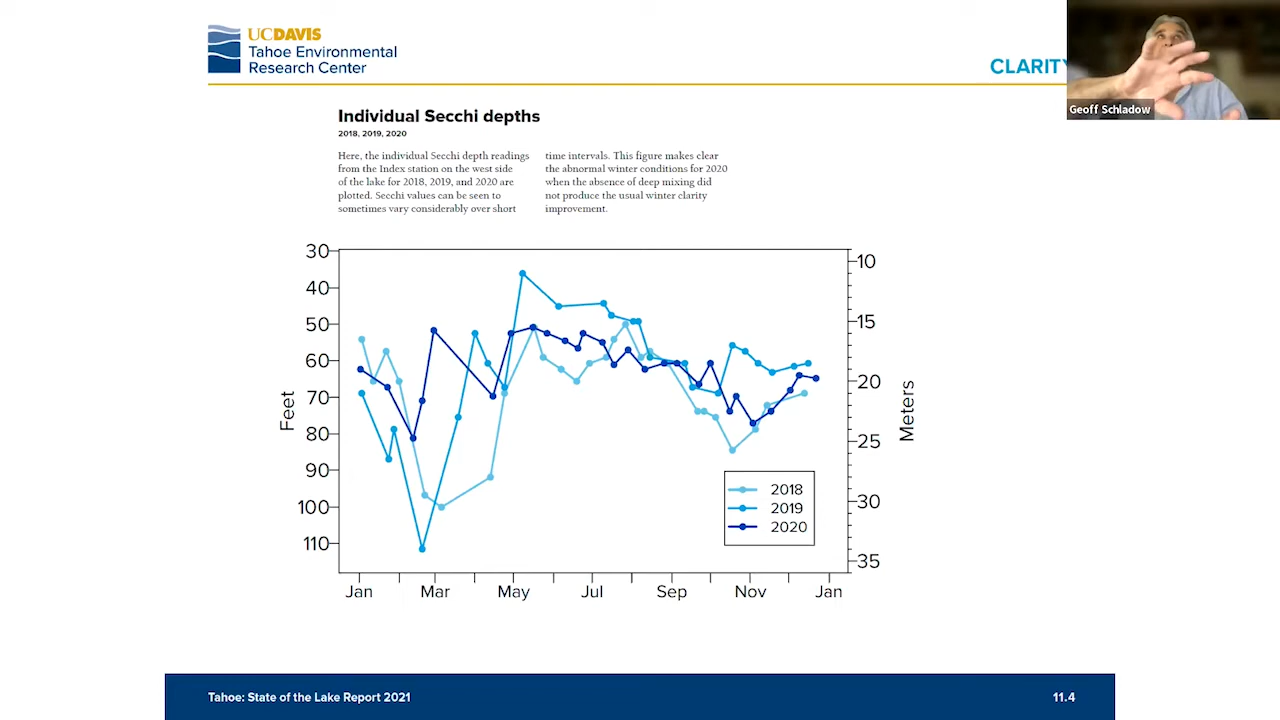 UCDAVIS
Tahoe Environmental
Research Center
CLARITY
Geoff Schladow
Individual Secchi depths
2018, 2019, 2020
Here, the individual Secchi depth readings
from the Index station on the west side
of the lake for 2018, 2019, and 2020 are
plotted. Secchi values can be seen to
sometimes vary considerably over short
time intervals. This figure makes clear
the abnormal winter conditions for 2020
when the absence of deep mixing did
not produce the usual winter clarity
improvement.
30
40
50
60
70
80
90
100
110
Feet
10
15
20
25
30
35
Meters
2018
2019
2020
Jan Mar May Jul Sep Nov Jan
Tahoe: State of the Lake Report 2021
11.4